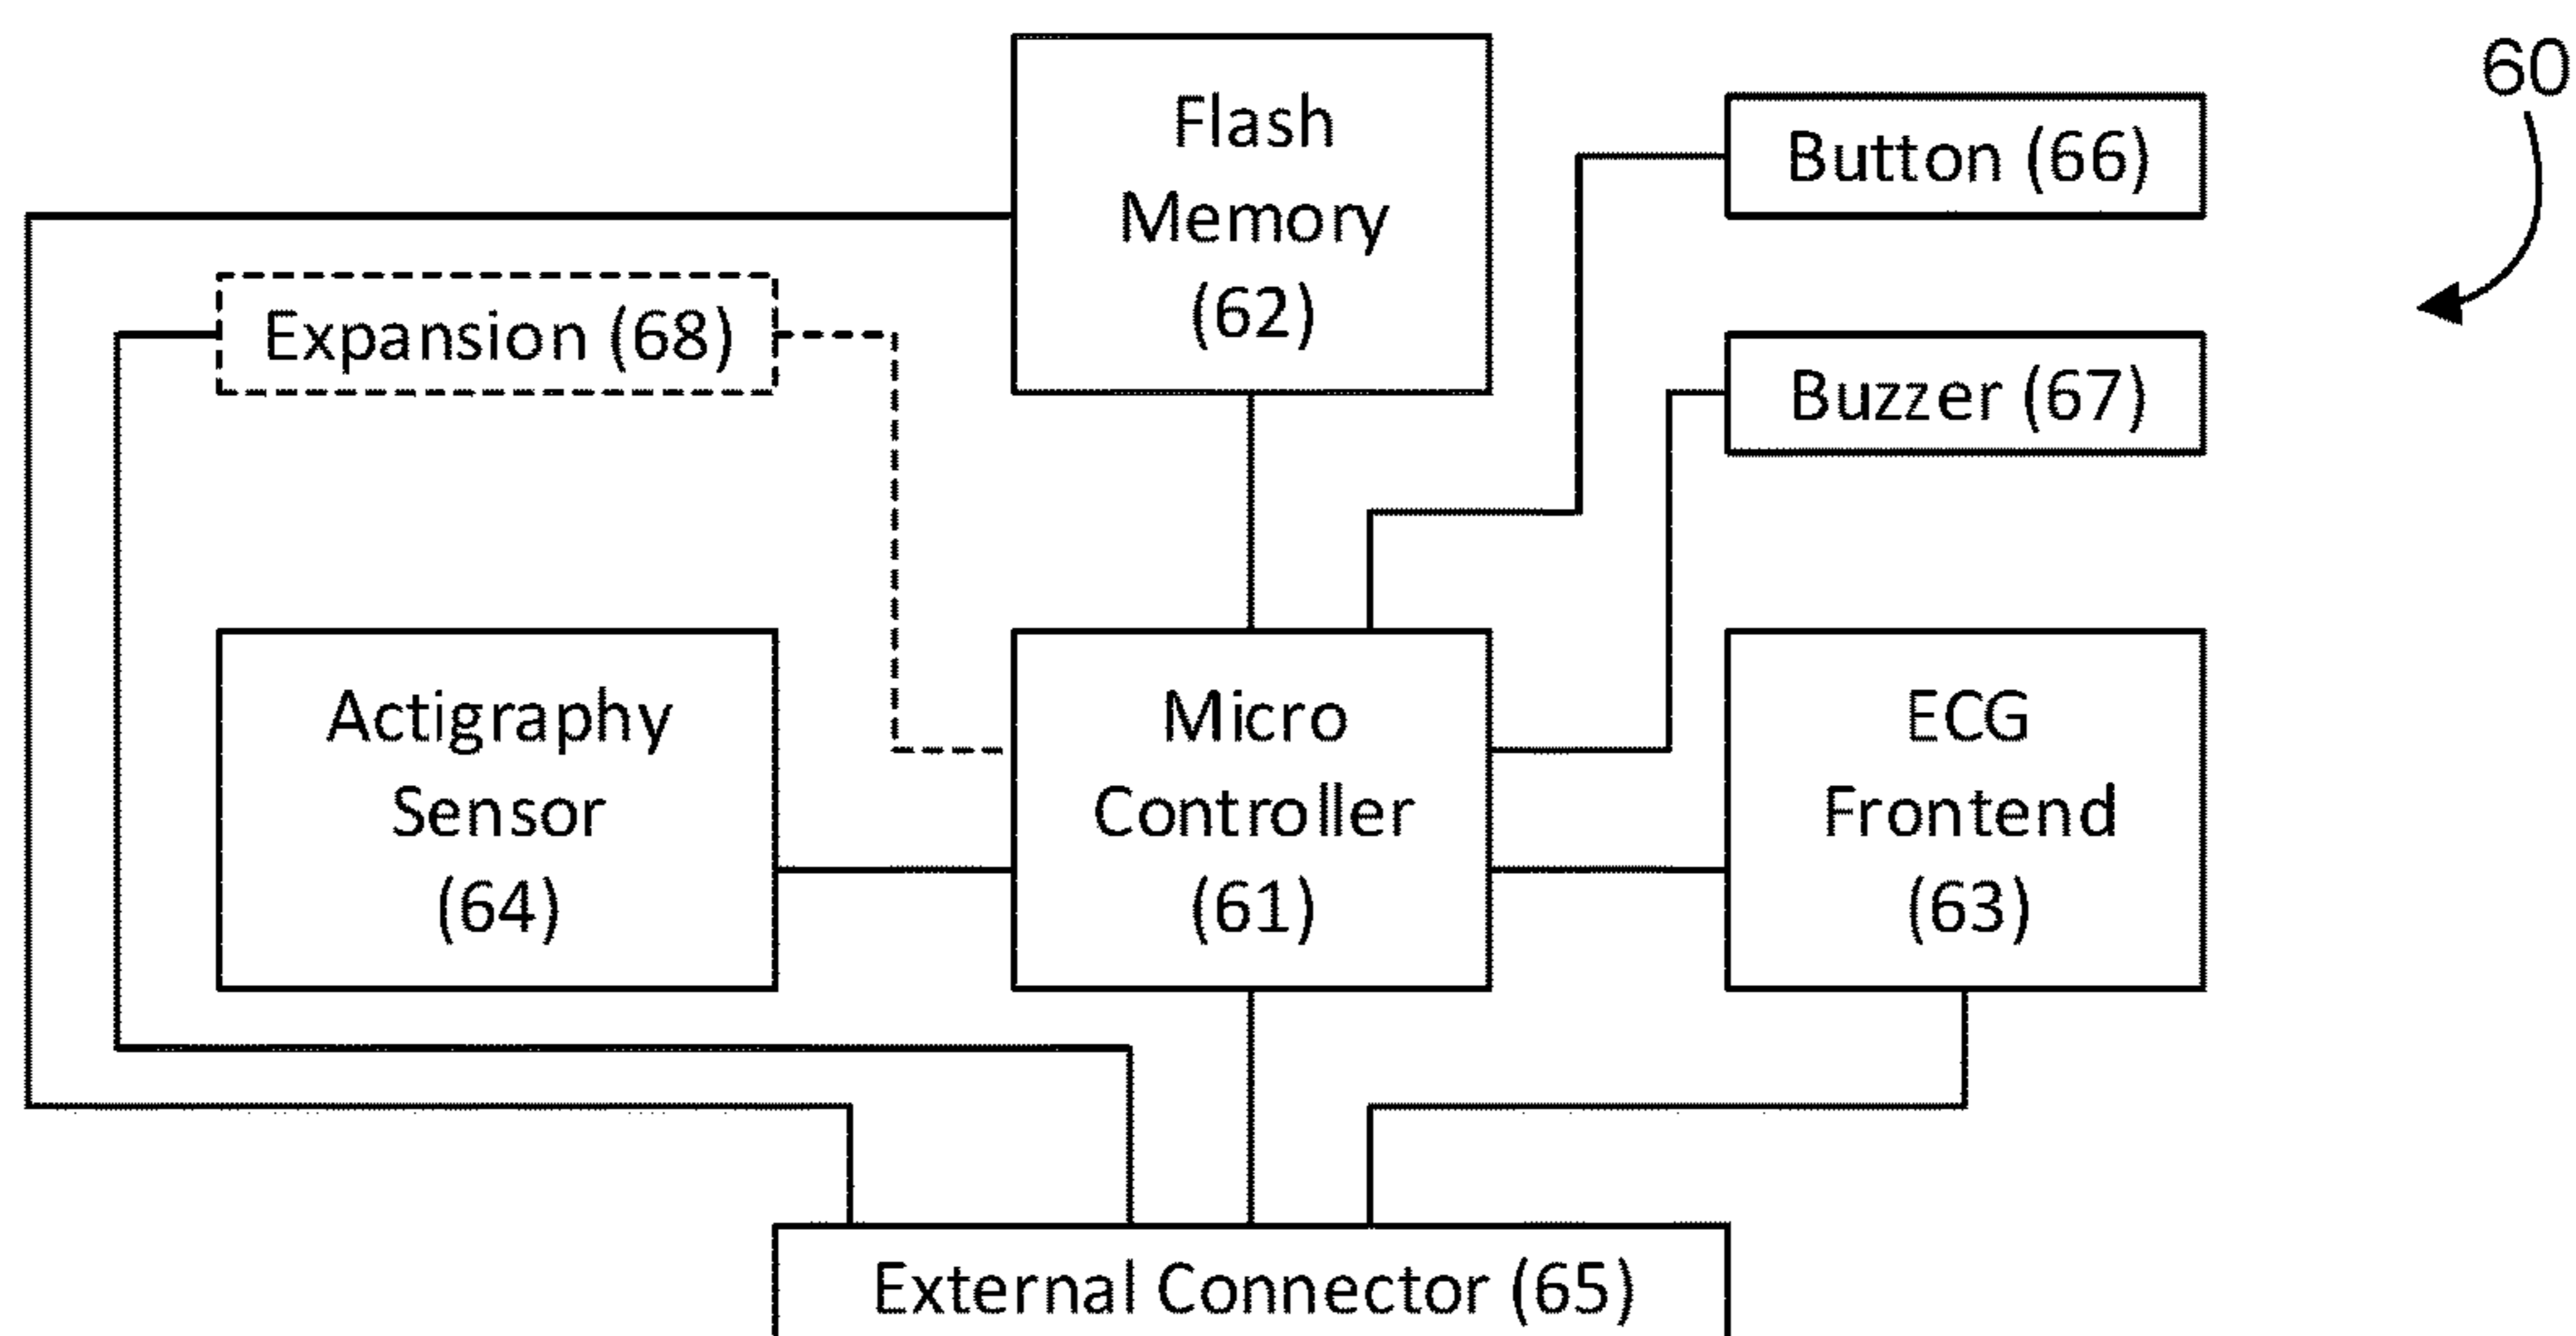 60
Flash
Memory
(62)
Button (66)
Expansion (68)
Buzzer (67)
Actigraphy
Sensor
(64)
Micro
Controller
(61)
ECG
Frontend
(63)
External Connector (65)